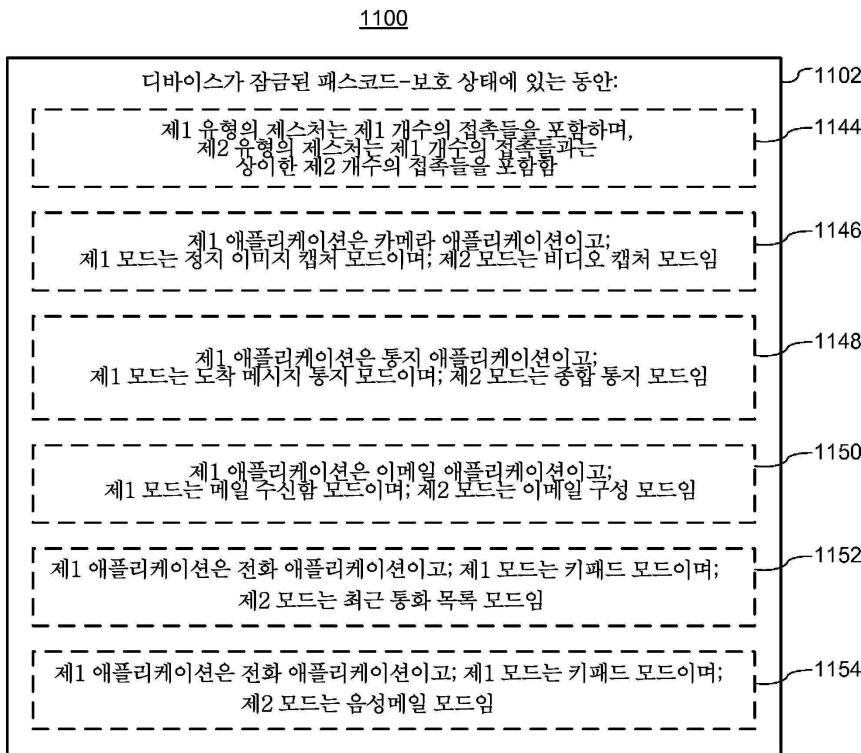 1100
디바이스가 잠금된 패스코드-보호 상태에 있는 동안:
1102
제1 유형의 제스처는 제1 개수의 접촉들을 포함하며,
제2 유형의 제스처는 제1 개수의 접촉들과는
상이한 제2 개수의 접촉들을 포함함
1144
제1 애플리케이션은 카메라 애플리케이션이고;
제1 모드는 정지 이미지 캡처 모드이며; 제2 모드는 비디오 캡처 모드임
1146
제1 애플리케이션은 통지 애플리케이션이고;
제1 모드는 도착 메시지 통지 모드이며; 제2 모드는 종합 통지 모드임
1148
제1 애플리케이션은 이메일 애플리케이션이고;
제1 모드는 메일 수신함 모드이며; 제2 모드는 이메일 구성 모드임
1150
제1 애플리케이션은 전화 애플리케이션이고; 제1 모드는 키패드 모드이며;
제2 모드는 최근 통화 목록 모드임
1152
제1 애플리케이션은 전화 애플리케이션이고; 제1 모드는 키패드 모드이며;
제2 모드는 음성메일 모드임
1154